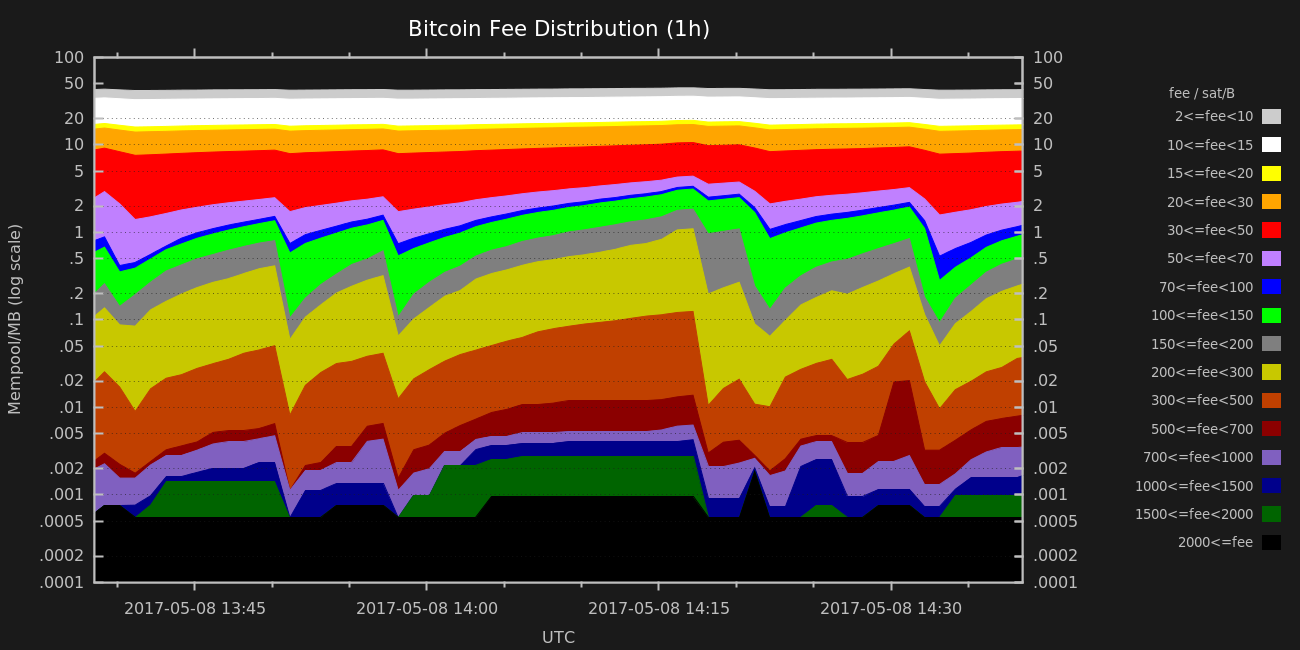 Bitcoin Fee Distribution (1h)
Mempool/MB (log scale)
100
50
20
10
5
2
1
.5
.2
.1
.05
.02
.01
.005
.002
.001
.0005
.0002
.0001
100
50
20
10
5
2
1
.5
.2
.1
.05
.02
.01
.005
.002
.001
.0005
.0002
.0001
2017-05-08 13:45
2017-05-08 14:00
2017-05-08 14:15
2017-05-08 14:30
UTC
fee / sat/B
2<=fee<10
10<=fee<15
15<=fee<20
20<=fee<30
30<=fee<50
50<=fee<70
70<=fee<100
100<=fee<150
150<=fee<200
200<=fee<300
300<=fee<500
500<=fee<700
700<=fee<1000
1000<=fee<1500
1500<=fee<2000
2000<=fee